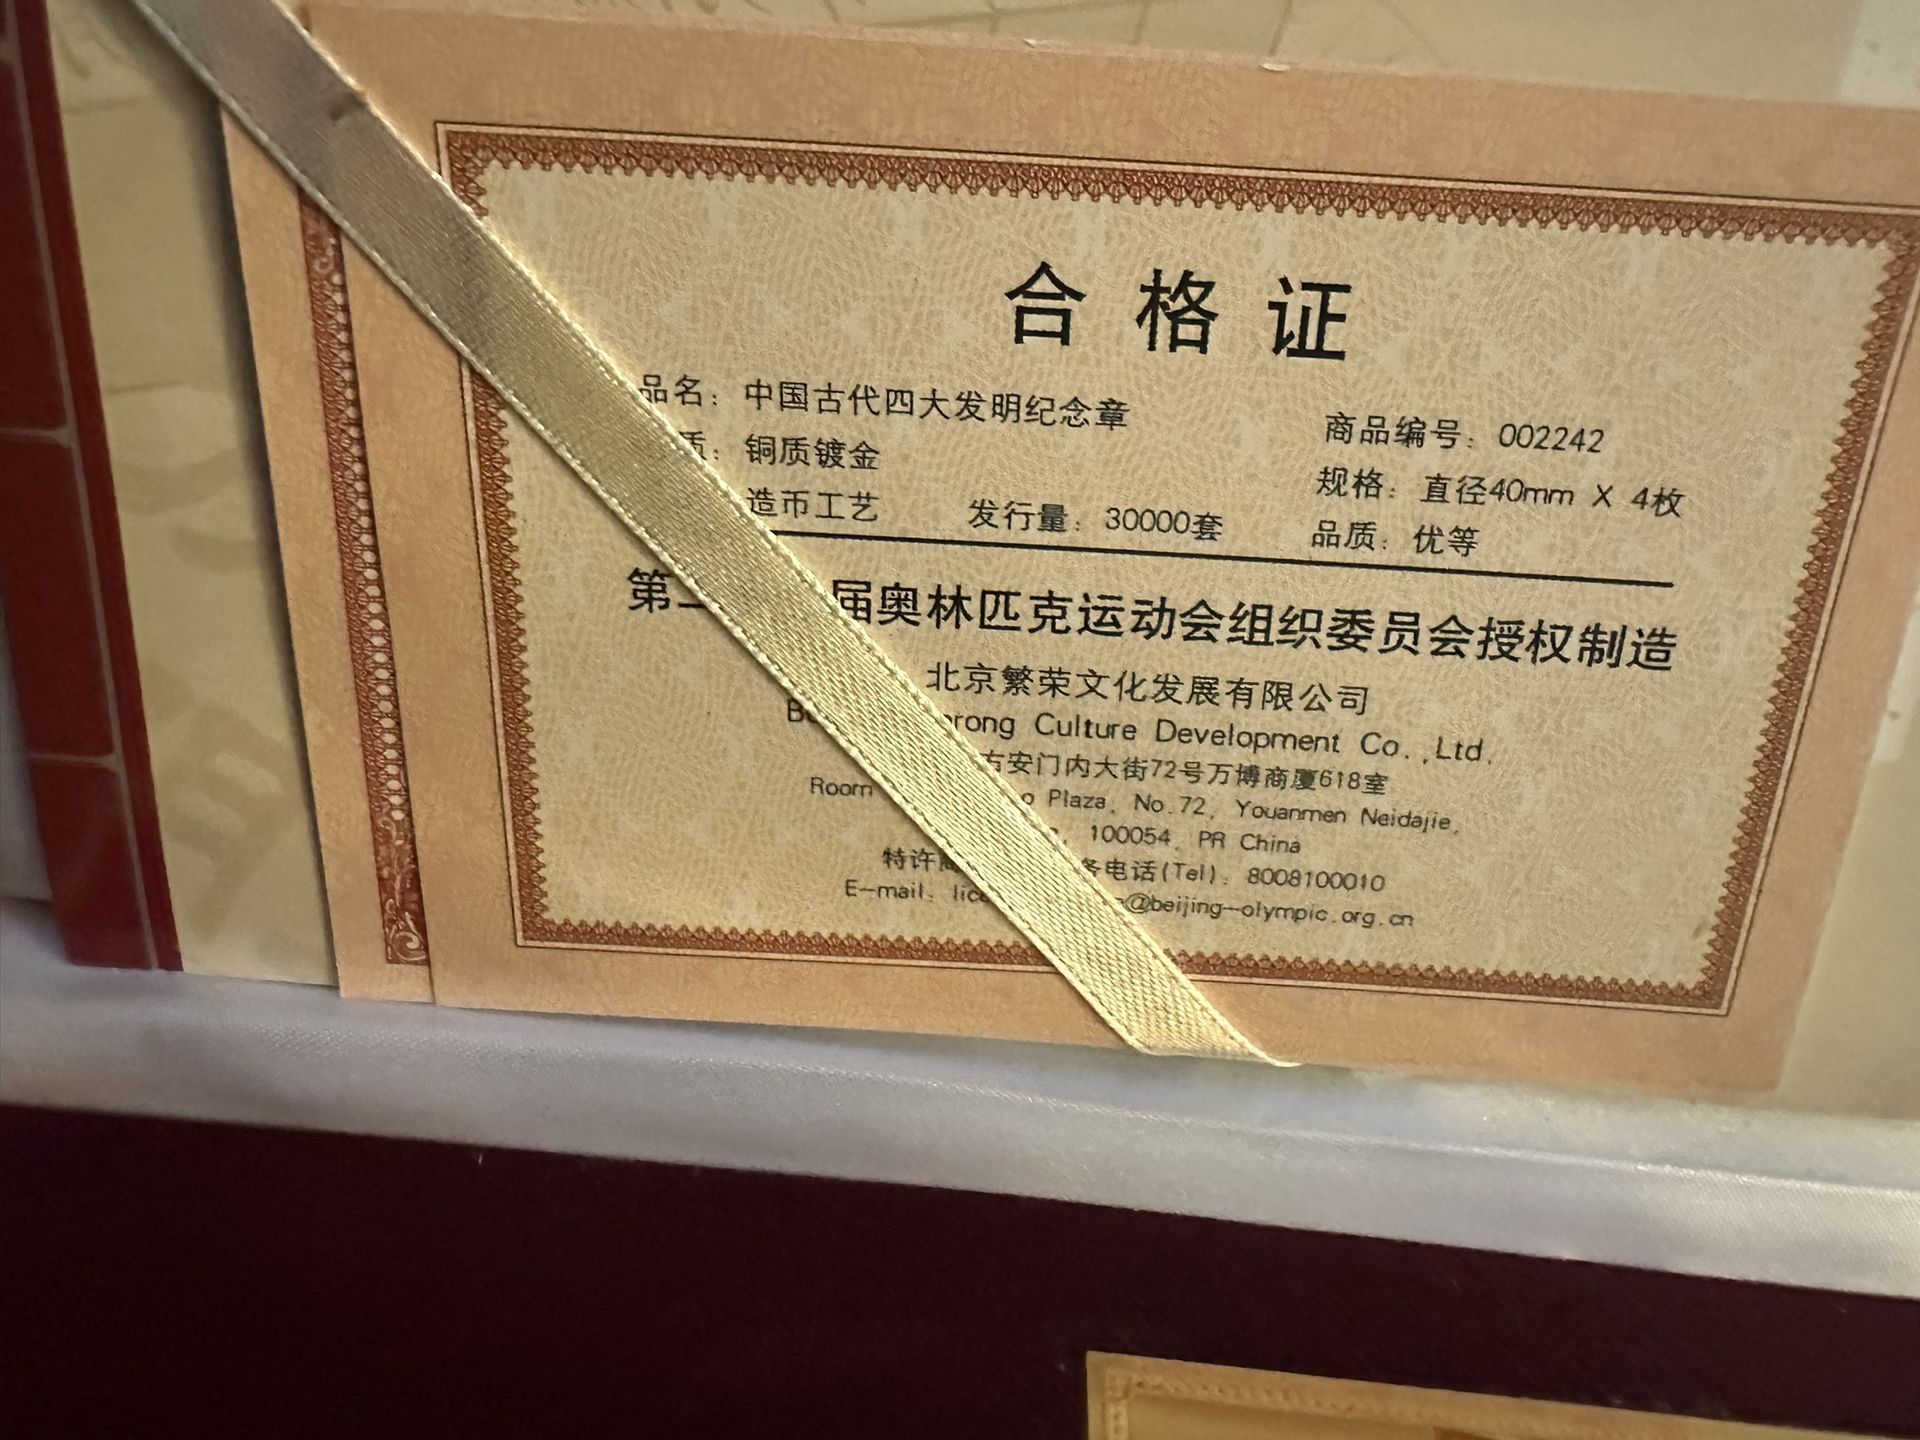 合格证
品名：中国古代四大发明纪念章
商品编号：002242
质：铜质镀金
规格：直径40mm X 4枚
造币工艺 发行量：30000套
品质：优等
第二 届奥林匹克运动会组织委员会授权制造
北京繁荣文化发展有限公司
rong Culture Development Co.,Ltd.
右安门内大街72号万博商厦618室
Room o Plaza, No.72, Youanmen Neidajie,
100054, PR China
特许 务电话(Tel): 8008100010
E-mail: lic @beijing-olympic.org.cn